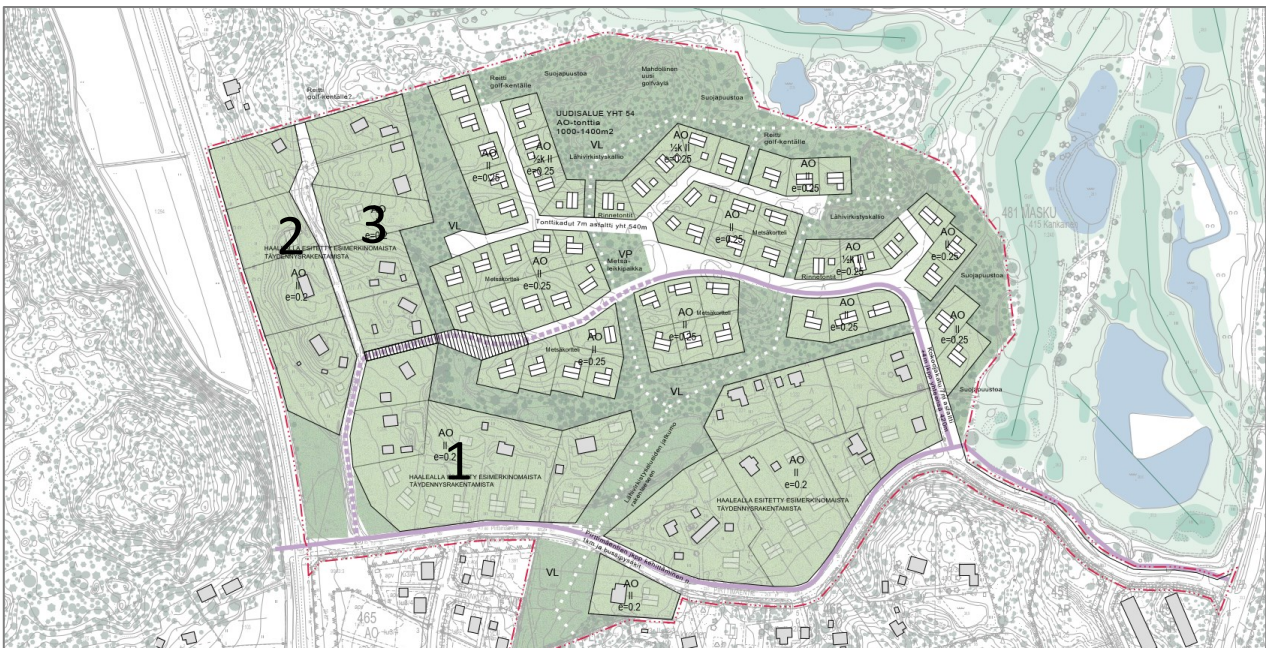 Reitti
golf-kentälle?
Reitti
golf-kentälle
Suojapuustoa
Mahdollinen
uusi
golfväylä
Suojapuustoa
UUDISALUE YHT 54
AO-tonttia
1000-1400m2
VL
Lähivirkistyskallio
AO
II
e=0.25
AO
½k II
e=0.25
AO
½k II
e=0.25
Reitti
golf-kentälle
AO
II
e=0.25
Rinnetontit
Tonttikadut 7m asfaltti yht 540m
AO
II
e=0.25
Metsäkortteli
Lähivirkistyskallio
481 MASKU
AO
II
e=0.25
2
3
e=0.2
HAALEALLA ESITETTY ESIMERKINOMAISTA
TÄYDENNYSRAKENTAMISTA
AO
II
e=0.2
VL
AO
II
e=0.25
Metsäkortteli
VP
Metsä-
leikkipaikka
AO
½k II
e=0.25
Rinnetontit
Suojapuustoa
AO
II
e=0.25
Metsäkortteli
AO
II
e=0.25
Metsäkortteli
AO
II
e=0.25
AO
II
e=0.25
Suojapuustoa
VL
AO
II
e=0.2
1
HAALEALLA ESITETTY ESIMERKINOMAISTA
TÄYDENNYSRAKENTAMISTA
AO
II
e=0.2
HAALEALLA ESITETTY ESIMERKINOMAISTA
TÄYDENNYSRAKENTAMISTA
VL
AO
II
e=0.2
465
AO